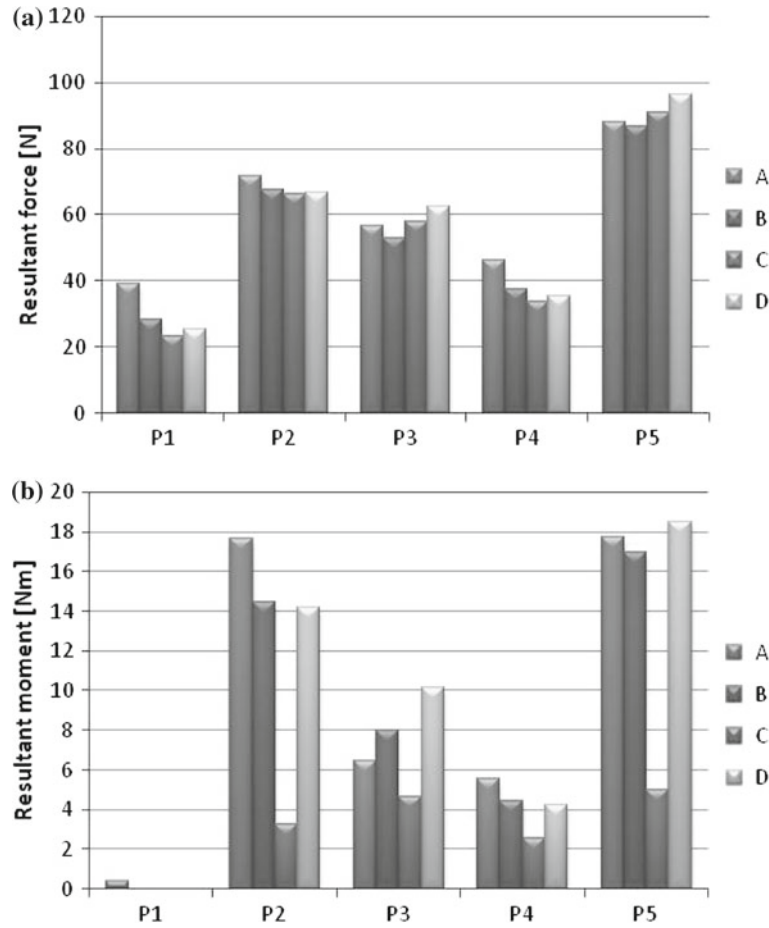 (a)
120
100
80
60
40
20
0
Resultant force [N]
P1 P2 P3 P4 P5
A
B
C
D
(b)
20
18
16
14
12
10
8
6
4
2
0
Resultant moment [Nm]
P1 P2 P3 P4 P5
A
B
C
D